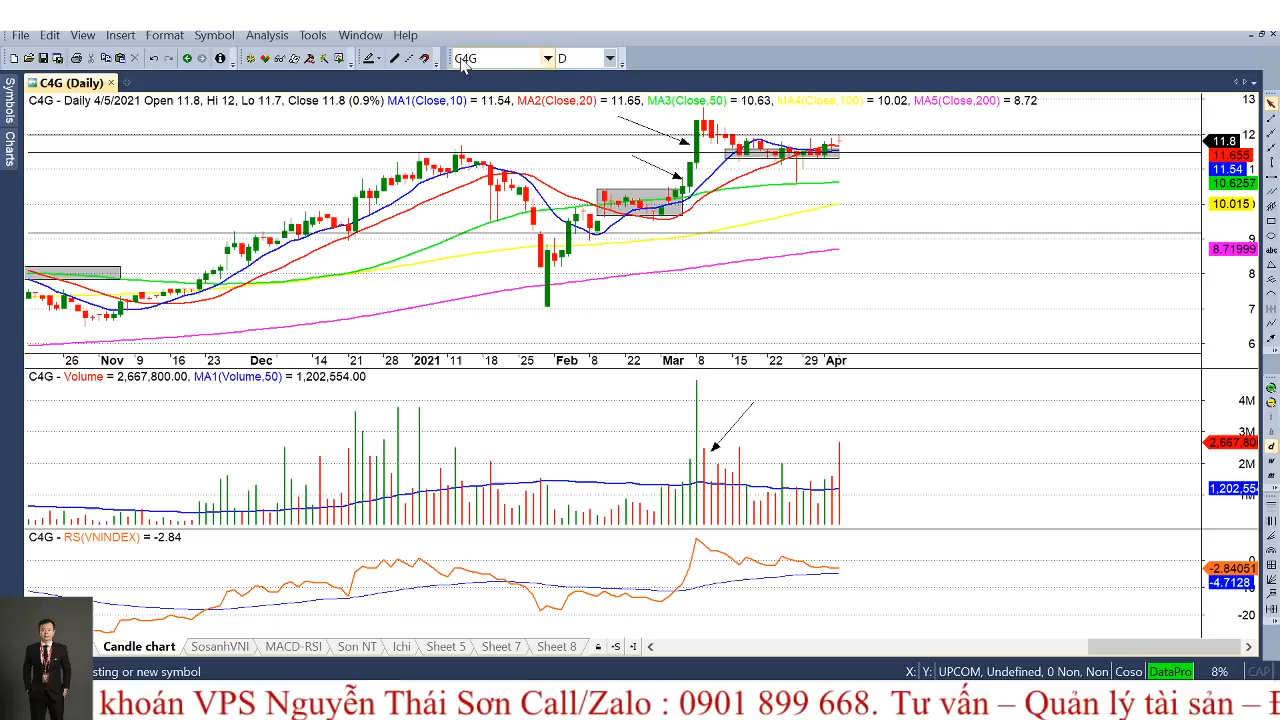 File Edit View Insert Format Symbol Analysis Tools Window Help
C4G D
Symbols
Charts
C4G (Daily)
C4G - Daily 4/5/2021 Open 11.8, Hi 12, Lo 11.7, Close 11.8 (0.9%) MA1(Close,10) = 11.54, MA2(Close,20) = 11.65, MA3(Close,50) = 10.63, MA4(Close,100) = 10.02, MA5(Close,200) = 8.72
13
12
11.8
11.655
11.54
10.6257
10.015
9
8.71999
8
7
6
26 Nov 9 16 23 Dec 14 21 28 2021 11 18 25 Feb 8 22 Mar 8 15 22 29 Apr
C4G - Volume = 2,667,800.00, MA1(Volume,50) = 1,202,554.00
4M
3M
2,667,80
2M
1,202,554
C4G - RS(VNINDEX) = -2.84
0
-2.84051
-4.7128
-20
Candle chart SosanhVNI MACD-RSI Son NT Ichi Sheet 5 Sheet 7 Sheet 8
sting or new symbol X: Y: UPCOM, Undefined, 0 Non, Non Coso DataPro 8% CAP
khoán VPS Nguyễn Thái Sơn Call/Zalo : 0901 899 668. Tư vấn – Quản lý tài sản –